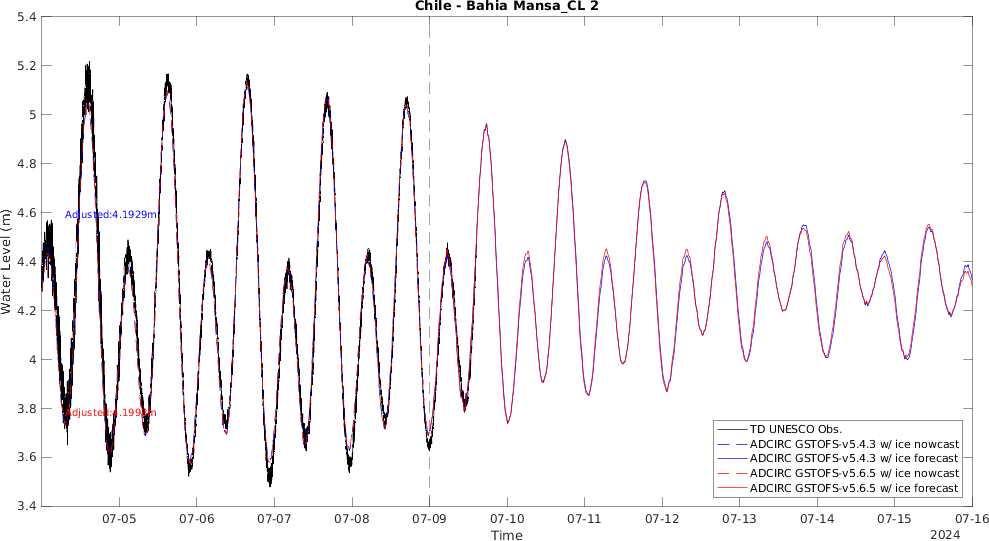 Chile - Bahia Mansa_CL 2
5.4
5.2
5
4.8
4.6
4.4
4.2
4
3.8
3.6
3.4
Water Level (m)
Adjusted:4.1929m
TD UNESCO Obs.
ADCIRC GSTOFS-v5.4.3 w/ ice nowcast
ADCIRC GSTOFS-v5.4.3 w/ ice forecast
ADCIRC GSTOFS-v5.6.5 w/ ice nowcast
ADCIRC GSTOFS-v5.6.5 w/ ice forecast
07-05 07-06 07-07 07-08 07-09 07-10 07-11 07-12 07-13 07-14 07-15 07-16
Time
2024